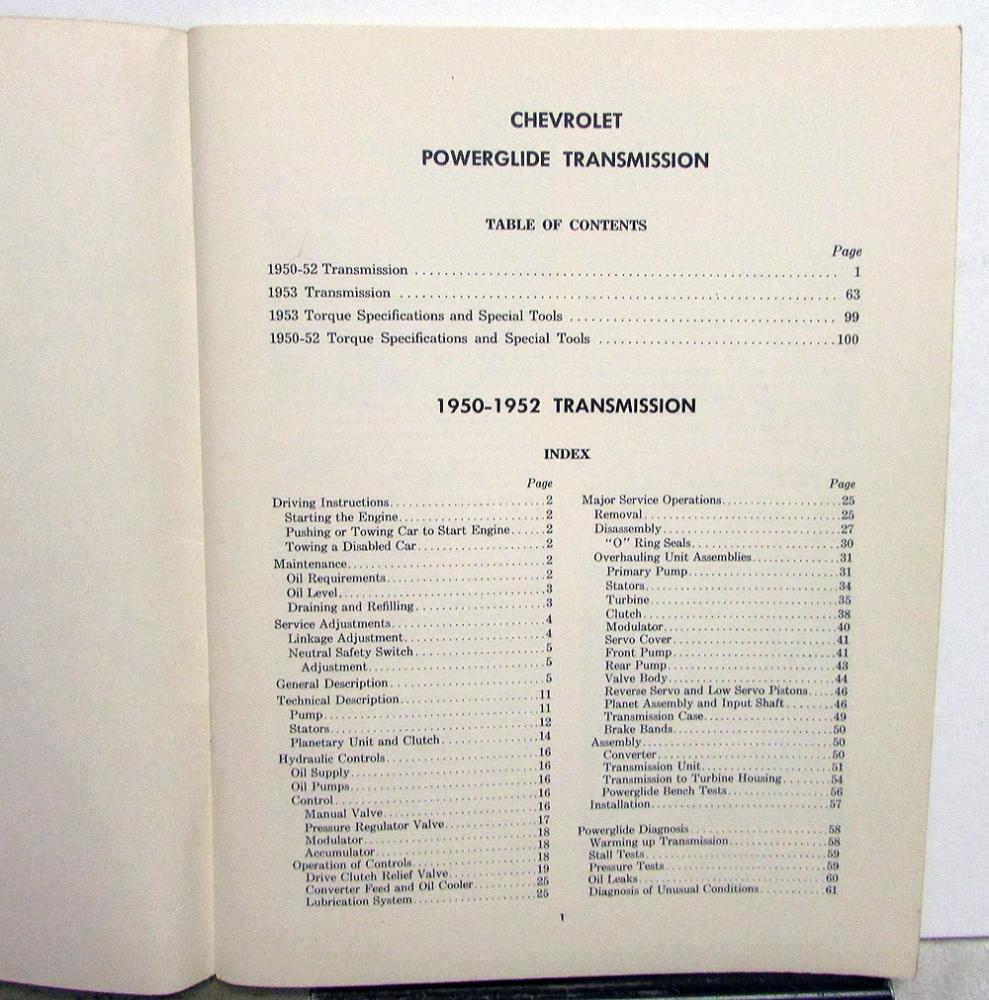 CHEVROLET
POWERGLIDE TRANSMISSION
TABLE OF CONTENTS
Page
1950-52 Transmission ........ 1
1953 Transmission ........ 63
1953 Torque Specifications and Special Tools ........ 99
1950-52 Torque Specifications and Special Tools ........ 100
1950-1952 TRANSMISSION
INDEX
Page
Driving Instructions ........ 2
Starting the Engine ........ 2
Pushing or Towing Car to Start Engine ........ 2
Towing a Disabled Car ........ 2
Maintenance ........ 2
Oil Requirements ........ 2
Oil Level ........ 3
Draining and Refilling ........ 3
Service Adjustments ........ 4
Linkage Adjustment ........ 4
Neutral Safety Switch ........ 5
Adjustment ........ 5
General Description ........ 5
Technical Description ........ 11
Pump ........ 11
Stators ........ 12
Planetary Unit and Clutch ........ 14
Hydraulic Controls ........ 16
Oil Supply ........ 16
Oil Pumps ........ 16
Control ........ 16
Manual Valve ........ 16
Pressure Regulator Valve ........ 17
Modulator ........ 18
Accumulator ........ 18
Operation of Controls ........ 18
Drive Clutch Relief Valve ........ 19
Converter Feed and Oil Cooler ........ 25
Lubrication System ........ 25
Page
Major Service Operations ........ 25
Removal ........ 25
Disassembly ........ 27
"O" Ring Seals ........ 30
Overhauling Unit Assemblies ........ 31
Primary Pump ........ 31
Stators ........ 34
Turbine ........ 35
Clutch ........ 38
Modulator ........ 40
Servo Cover ........ 41
Front Pump ........ 41
Rear Pump ........ 43
Valve Body ........ 44
Reverse Servo and Low Servo Pistons ........ 46
Planet Assembly and Input Shaft ........ 46
Transmission Case ........ 49
Brake Bands ........ 50
Assembly ........ 50
Converter ........ 50
Transmission Unit ........ 51
Transmission to Turbine Housing ........ 54
Powerglide Bench Tests ........ 56
Installation ........ 57
Powerglide Diagnosis ........ 58
Warming up Transmission ........ 58
Stall Tests ........ 59
Pressure Tests ........ 59
Oil Leaks ........ 60
Diagnosis of Unusual Conditions ........ 61
1